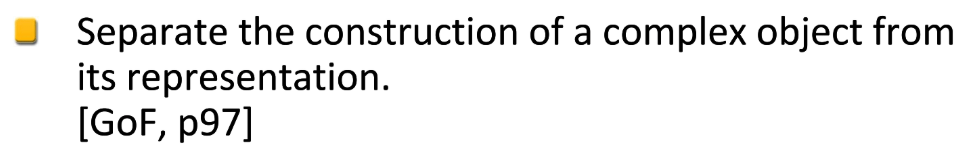 Separate the construction of a complex object from
its representation.
[GoF, p97]